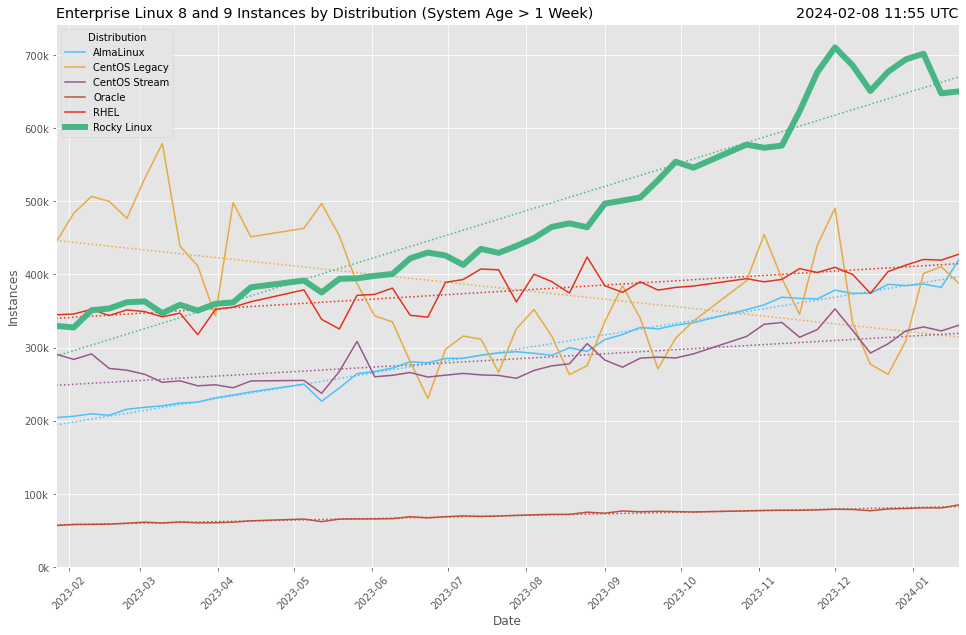 Enterprise Linux 8 and 9 Instances by Distribution (System Age > 1 Week)
2024-02-08 11:55 UTC
Distribution
AlmaLinux
CentOS Legacy
CentOS Stream
Oracle
RHEL
Rocky Linux
700k
600k
500k
400k
300k
200k
100k
0k
Instances
2023-02
2023-03
2023-04
2023-05
2023-06
2023-07
2023-08
2023-09
2023-10
2023-11
2023-12
2024-01
Date